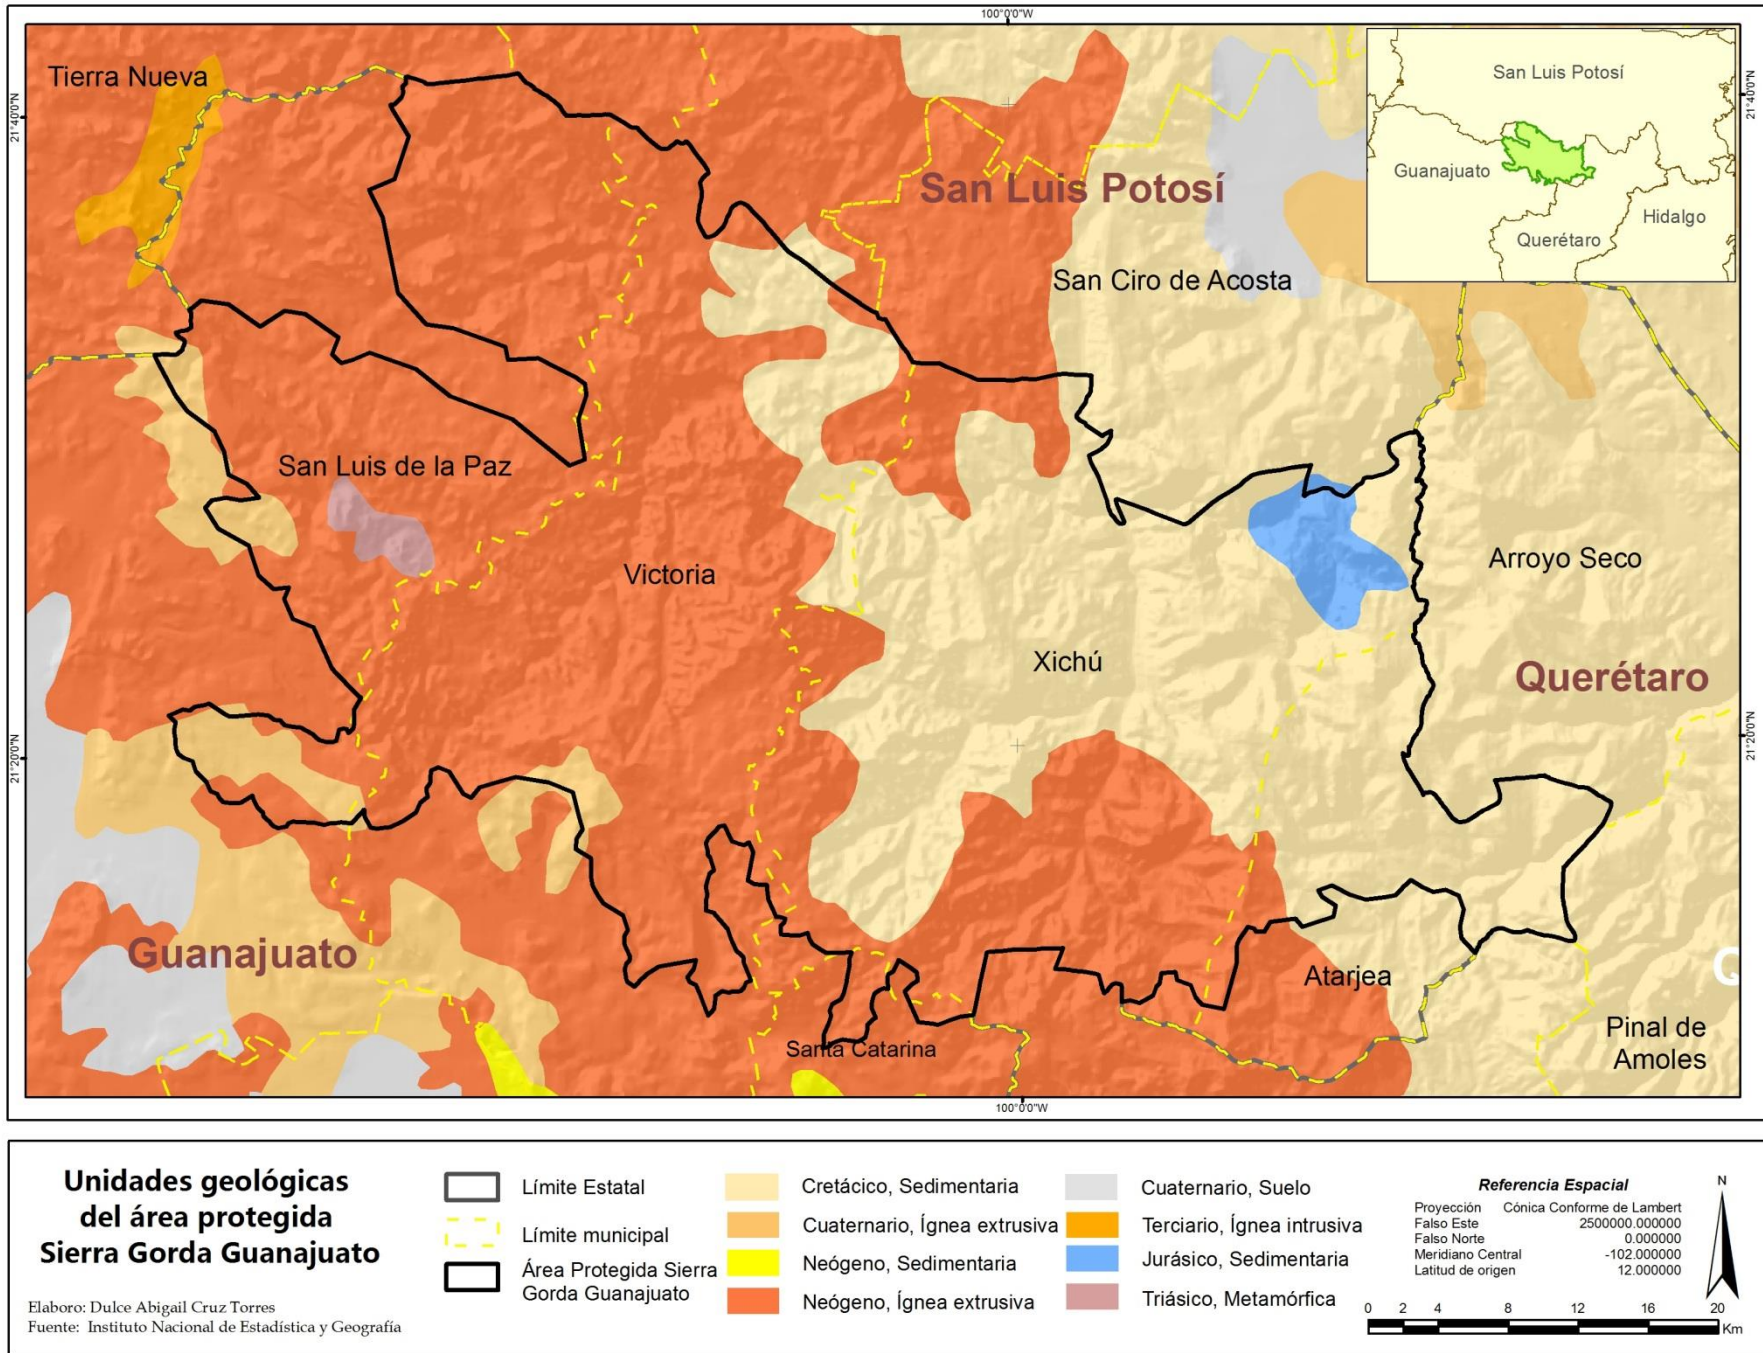 100°0'0"W
Tierra Nueva
San Luis Potosí
21°40'0"N
21°40'0"N
Guanajuato
San Luis Potosí
Hidalgo
Querétaro
San Ciro de Acosta
San Luis de la Paz
Victoria
Arroyo Seco
Xichú
Querétaro
21°20'0"N
21°20'0"N
Guanajuato
Q
Atarjea
Pinal de
Amoles
Santa Catarina
100°0'0"W
Unidades geológicas
del área protegida
Sierra Gorda Guanajuato
Elaboro: Dulce Abigail Cruz Torres
Fuente: Instituto Nacional de Estadística y Geografía
Límite Estatal
Límite municipal
Área Protegida Sierra
Gorda Guanajuato
Cretácico, Sedimentaria
Cuaternario, Ígnea extrusiva
Neógeno, Sedimentaria
Neógeno, Ígnea extrusiva
Cuaternario, Suelo
Terciario, Ígnea intrusiva
Jurásico, Sedimentaria
Triásico, Metamórfica
Referencia Espacial
Proyección Cónica Conforme de Lambert
Falso Este 2500000.000000
Falso Norte 0.000000
Meridiano Central -102.000000
Latitud de origen 12.000000
N
0 2 4 8 12 16 20
Km